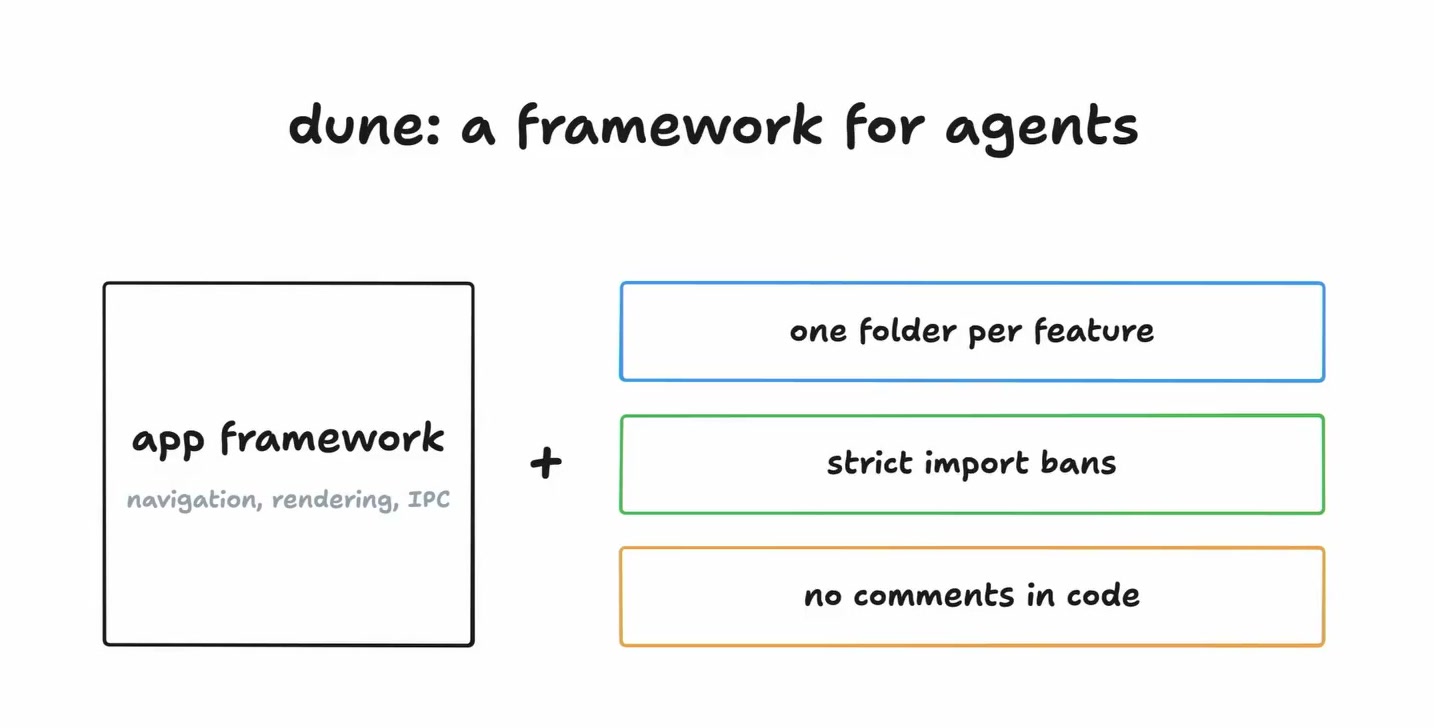 dune: a framework for agents
app framework
navigation, rendering, IPC
+
one folder per feature
strict import bans
no comments in code